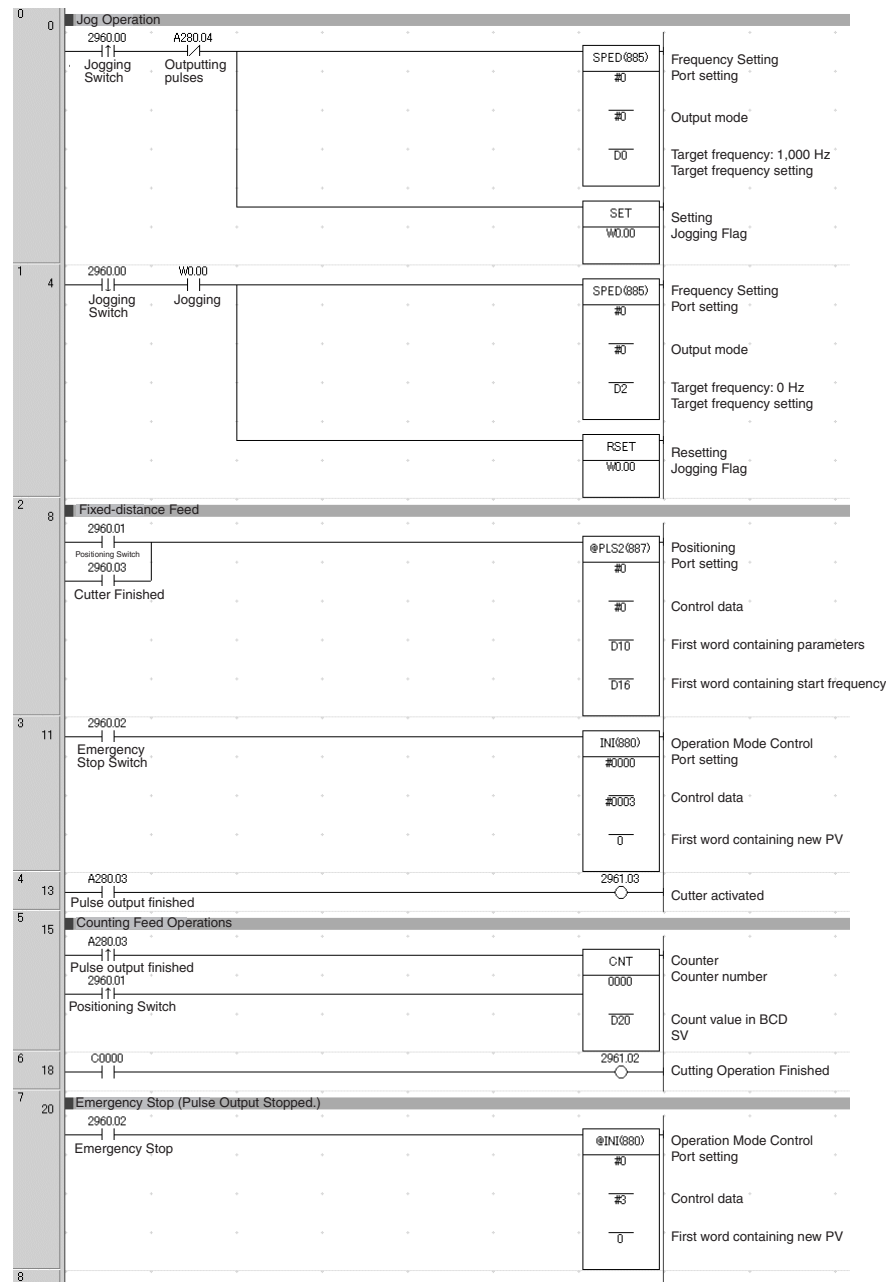 0
0
Jog Operation
2960.00 A280.04
Jogging Switch Outputting pulses
SPED(885) Frequency Setting
#0 Port setting
#0 Output mode
D0 Target frequency: 1,000 Hz
Target frequency setting
SET Setting
W0.00 Jogging Flag
1
4
2960.00 W0.00
Jogging Switch Jogging
SPED(885) Frequency Setting
#0 Port setting
#0 Output mode
D2 Target frequency: 0 Hz
Target frequency setting
RSET Resetting
W0.00 Jogging Flag
2
8
Fixed-distance Feed
2960.01
Positioning Switch
2960.03
Cutter Finished
@PLS2(887) Positioning
#0 Port setting
#0 Control data
D10 First word containing parameters
D16 First word containing start frequency
3
11
2960.02
Emergency
Stop Switch
INI(880) Operation Mode Control
#0000 Port setting
#0003 Control data
0 First word containing new PV
4
13
A280.03 2961.03
Pulse output finished Cutter activated
5
15
Counting Feed Operations
A280.03
Pulse output finished
2960.01
Positioning Switch
CNT Counter
0000 Counter number
D20 Count value in BCD
SV
6
18
C0000 2961.02
Cutting Operation Finished
7
20
Emergency Stop (Pulse Output Stopped.)
2960.02
Emergency Stop
@INI(880) Operation Mode Control
#0 Port setting
#3 Control data
0 First word containing new PV
8